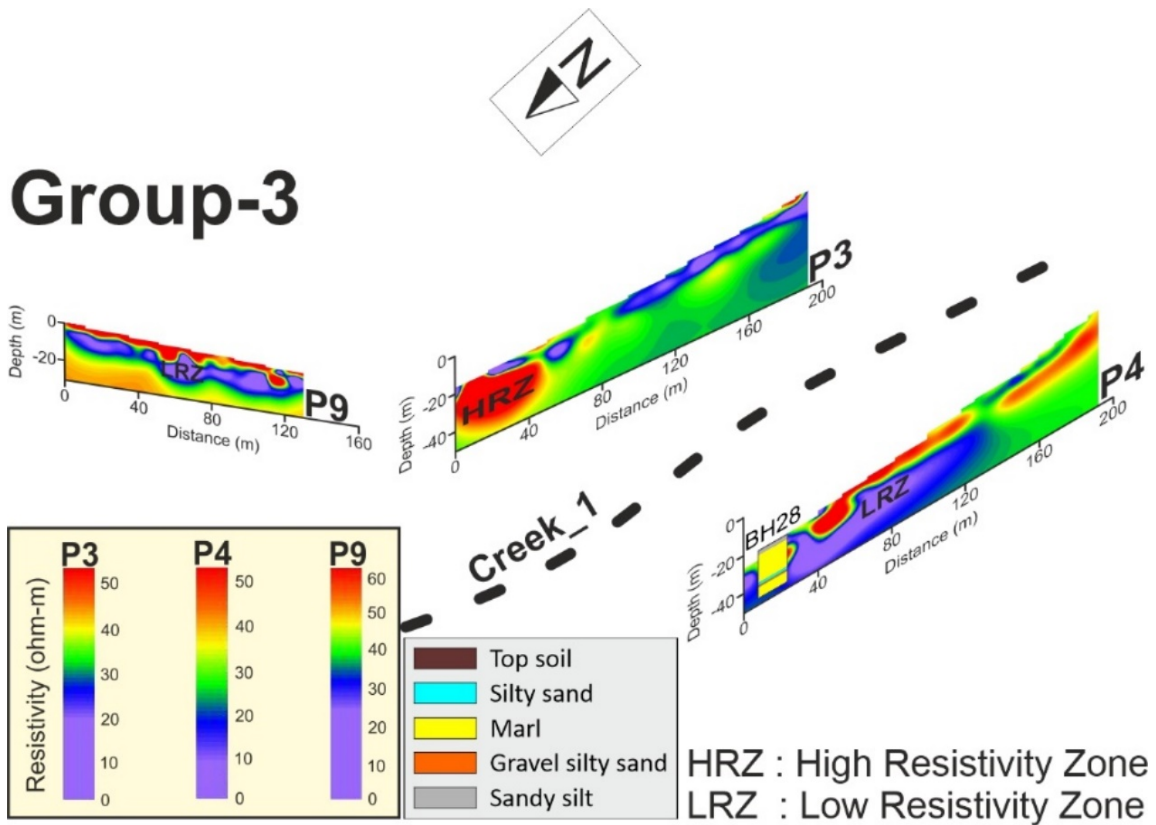 N
Group-3
Depth (m)
0
-20
LRZ
P9
0
40
80
120
160
Distance (m)
Depth (m)
0
-20
-40
HRZ
P3
0
40
80
120
160
200
Distance (m)
Creek_1
Depth (m)
0
-20
-40
BH28
LRZ
P4
0
40
80
120
160
200
Distance (m)
P3 P4 P9
Resistivity (ohm-m)
50
40
30
20
10
0
50
40
30
20
10
0
60
50
40
30
20
10
0
Top soil
Silty sand
Marl
Gravel silty sand
Sandy silt
HRZ : High Resistivity Zone
LRZ : Low Resistivity Zone